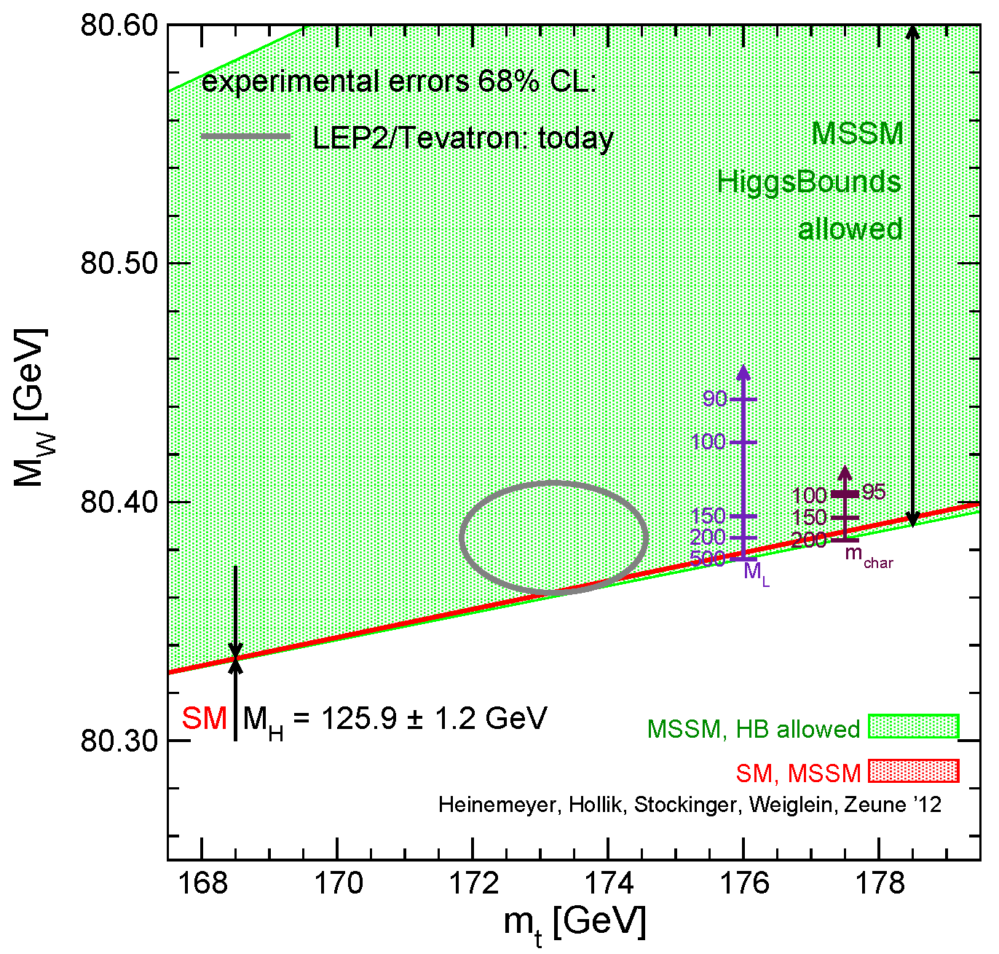 80.60
experimental errors 68% CL:
LEP2/Tevatron: today
MSSM
HiggsBounds
allowed
80.50
90
100
150
200
500
M_L
100 95
150
200
m_char
80.40
M_W [GeV]
SM M_H = 125.9 ± 1.2 GeV
80.30
MSSM, HB allowed
SM, MSSM
Heinemeyer, Hollik, Stockinger, Weiglein, Zeune ’12
168 170 172 174 176 178
m_t [GeV]